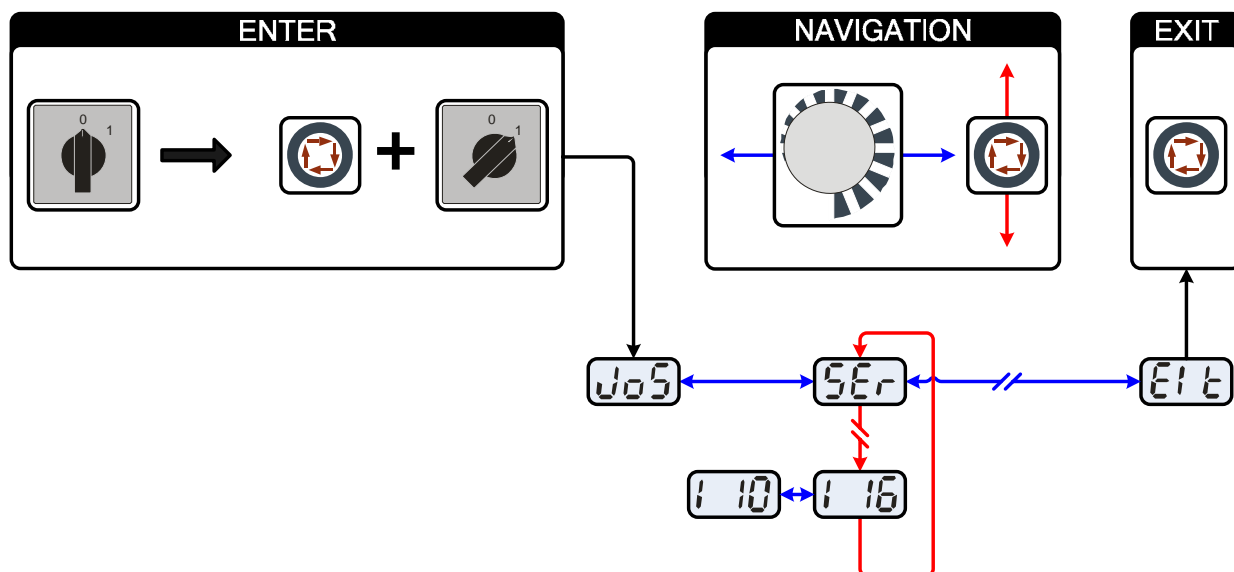 ENTER
NAVIGATION
EXIT
0
1
0
1
+
JoS
SEr
EIt
I 10
I 16